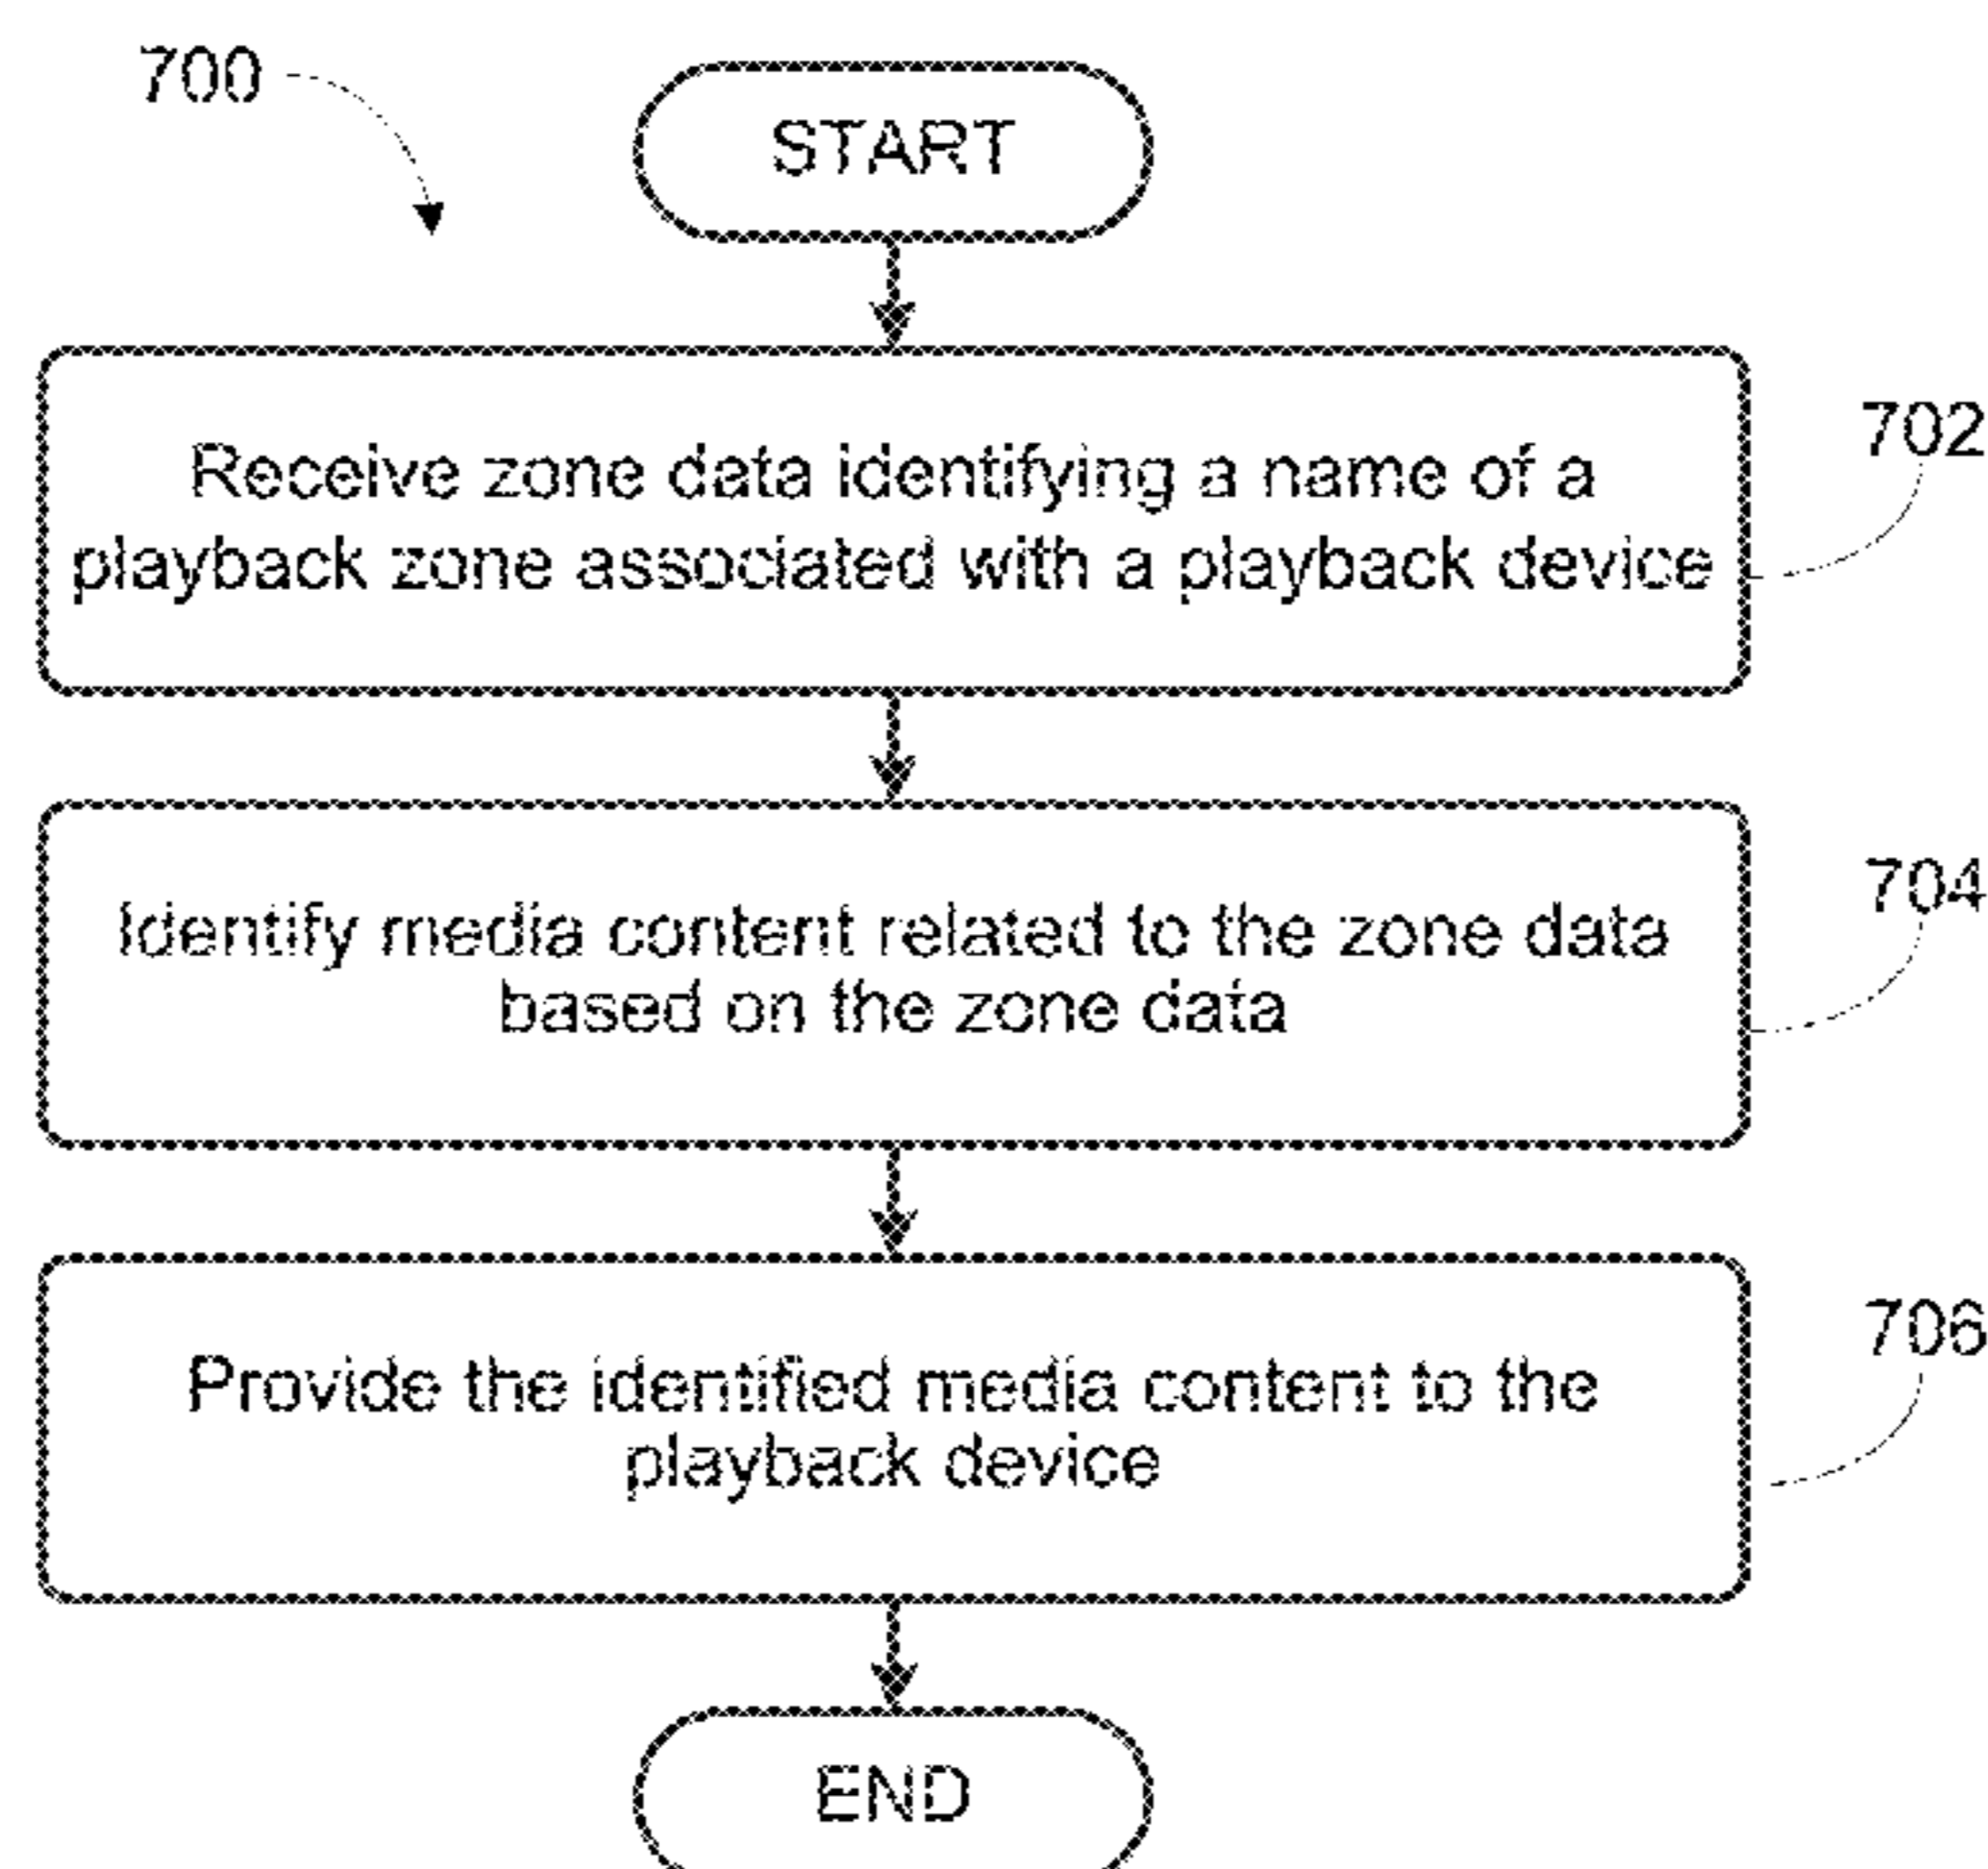 700
START
Receive zone data identifying a name of a
playback zone associated with a playback device
702
Identify media content related to the zone data
based on the zone data
704
Provide the identified media content to the
playback device
706
END